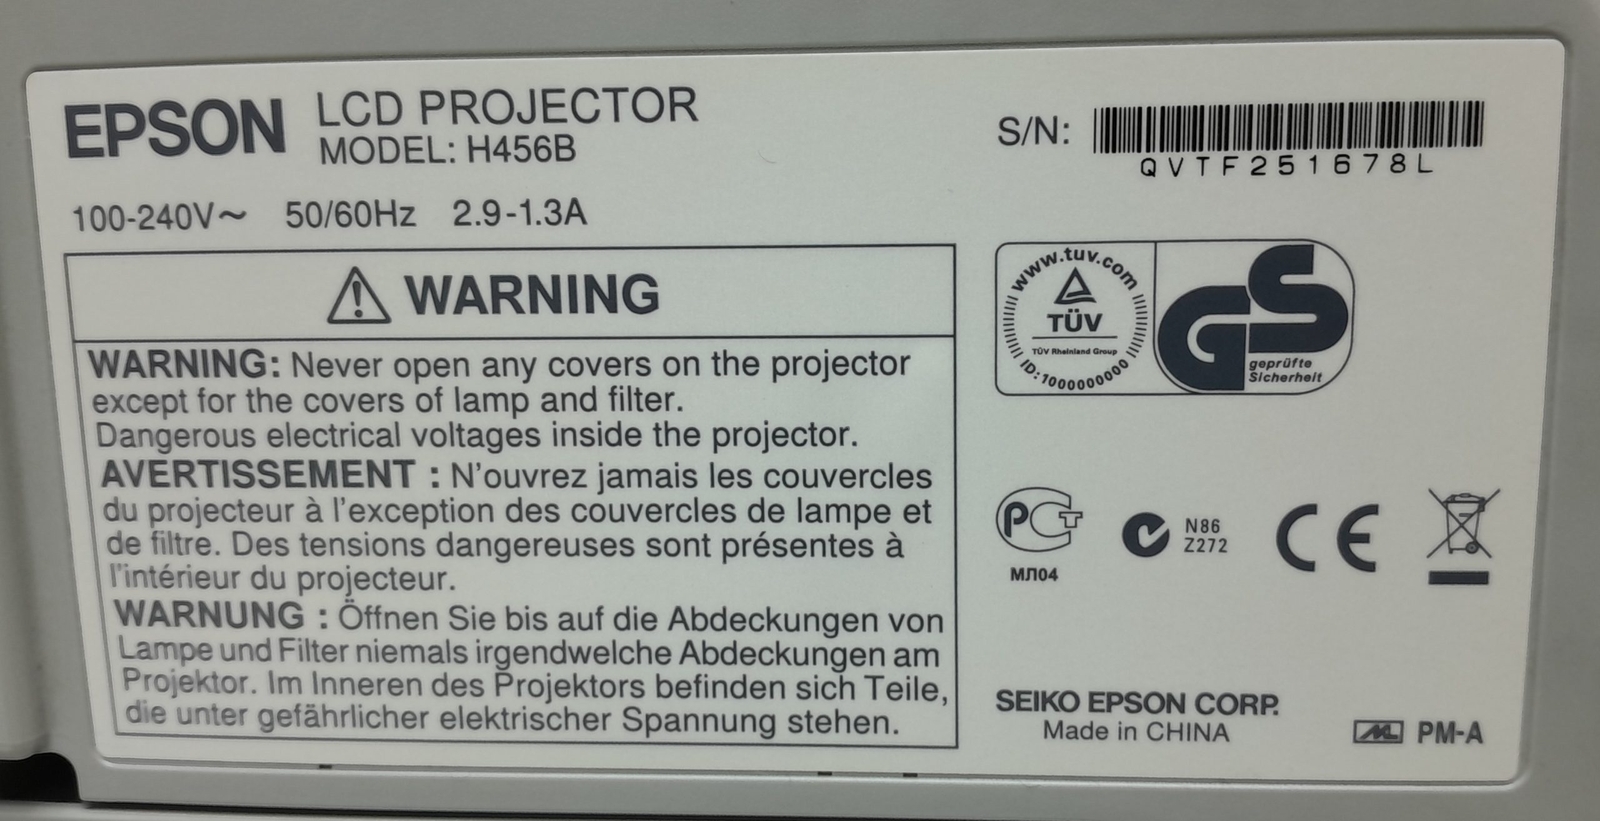 EPSON
LCD PROJECTOR
MODEL: H456B
100-240V~ 50/60Hz 2.9-1.3A
S/N:
QVTF251678L
WARNING
WARNING: Never open any covers on the projector
except for the covers of lamp and filter.
Dangerous electrical voltages inside the projector.
AVERTISSEMENT : N'ouvrez jamais les couvercles
du projecteur à l'exception des couvercles de lampe et
de filtre. Des tensions dangereuses sont présentes à
l'intérieur du projecteur.
WARNUNG : Öffnen Sie bis auf die Abdeckungen von
Lampe und Filter niemals irgendwelche Abdeckungen am
Projektor. Im Inneren des Projektors befinden sich Teile,
die unter gefährlicher elektrischer Spannung stehen.
www.tuv.com
TÜV
TÜV Rheinland Group
ID:1000000000
GS
geprüfte
Sicherheit
РСТ
МЛ04
N86
Z272
CE
SEIKO EPSON CORP.
Made in CHINA
ML PM-A